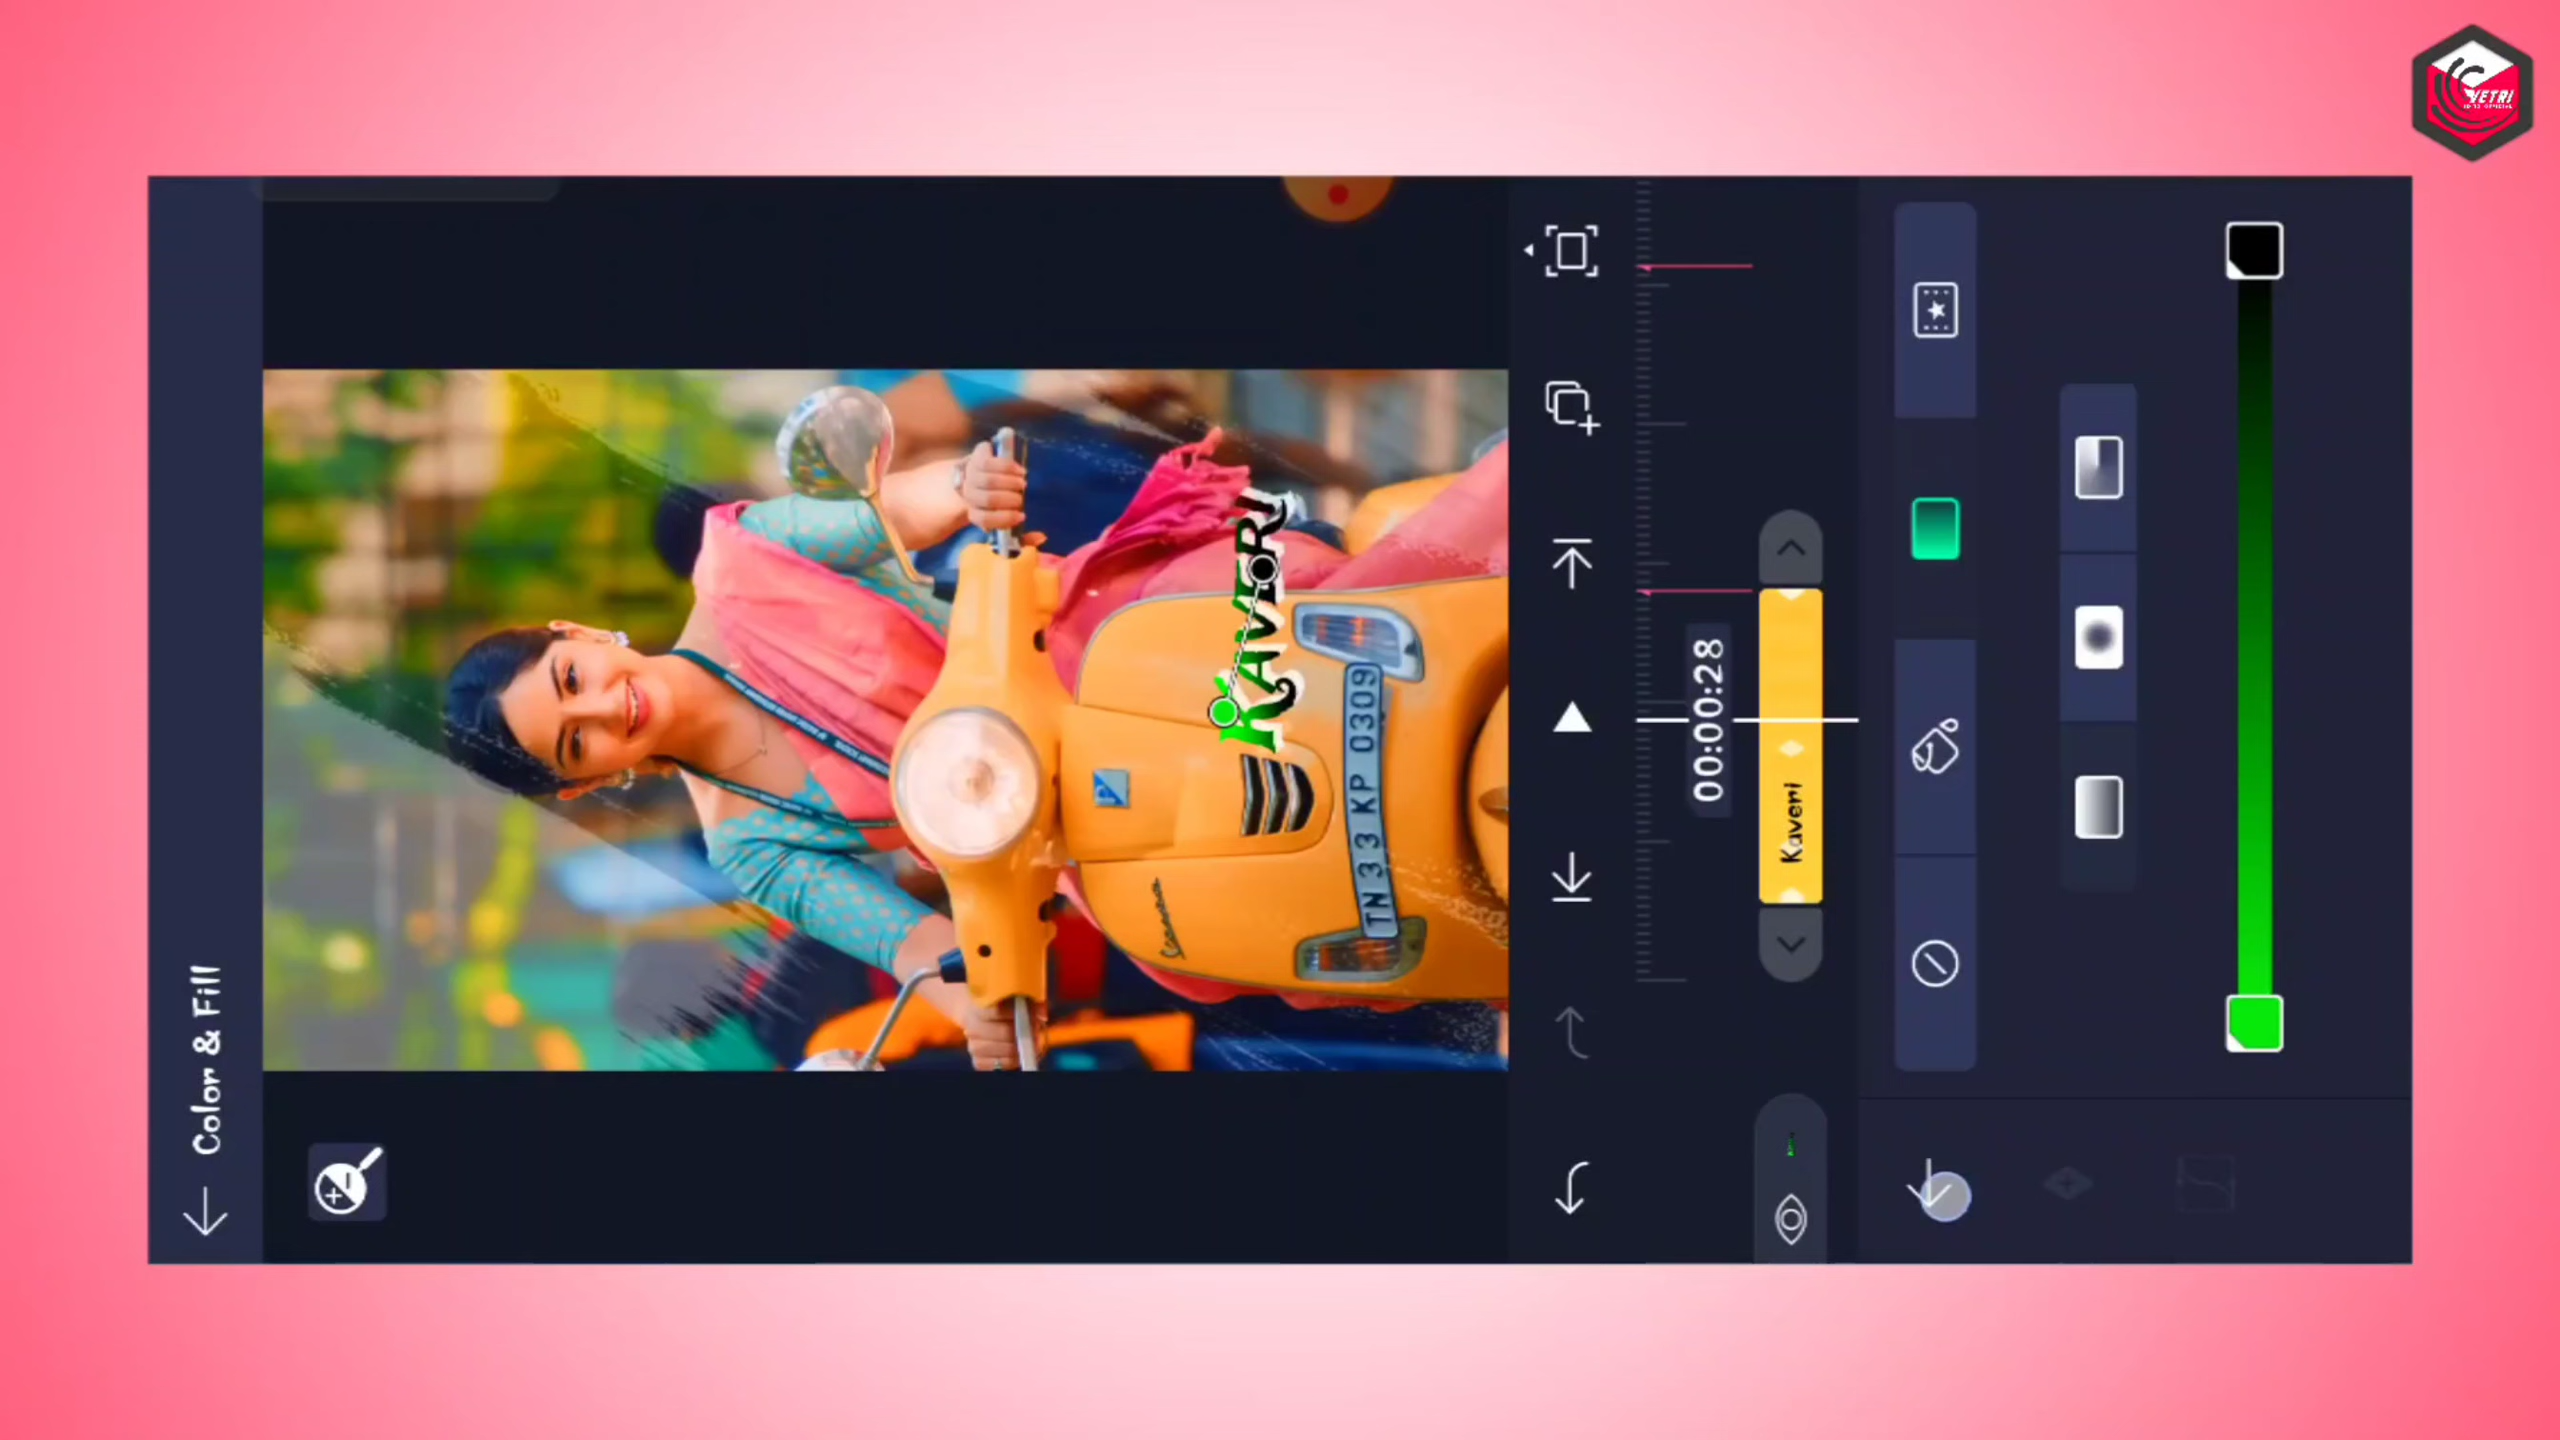 VETRI
Color & Fill
KAVERI
TN 33 KP 0309
00:00:28
Kaveri